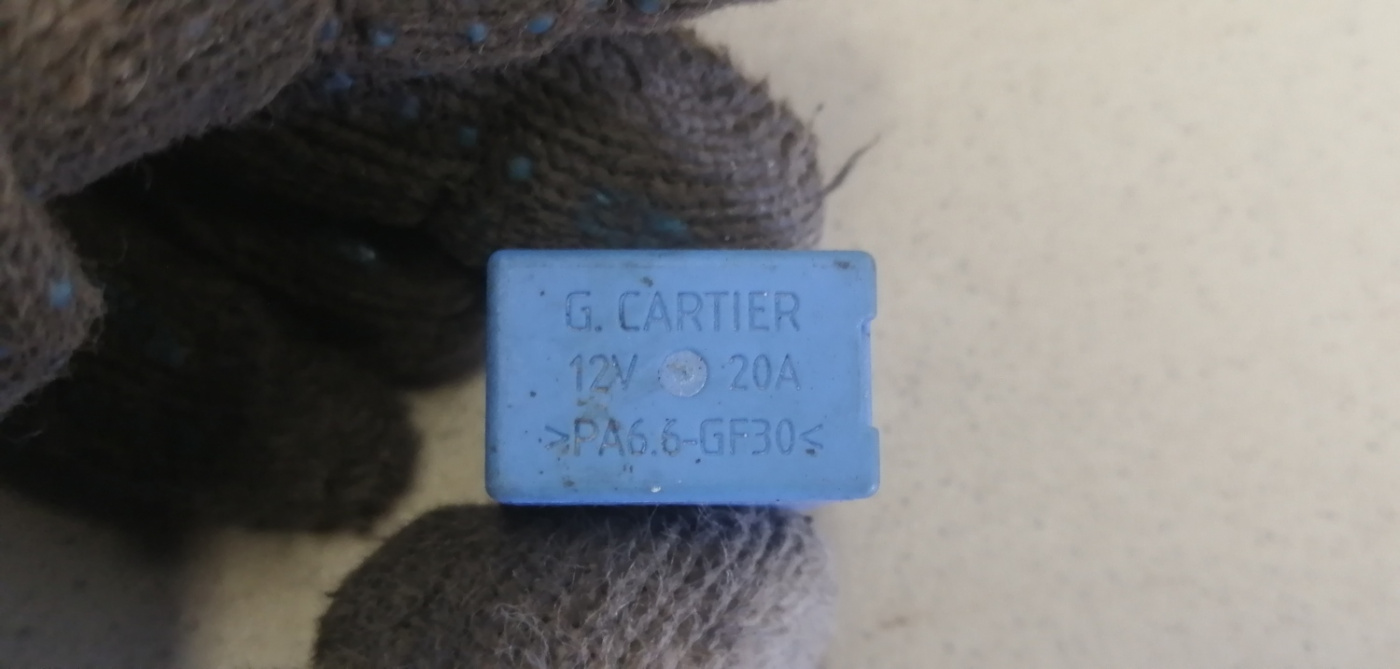 G. CARTIER
12V 20A
>PA6.6-GF30<